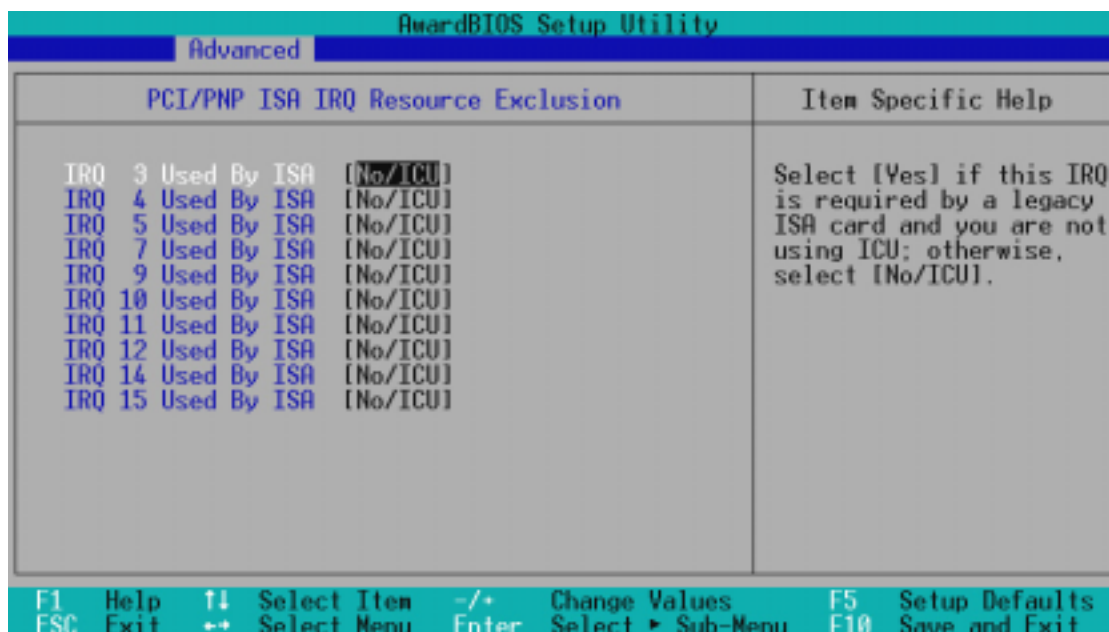 AwardBIOS Setup Utility
Advanced
PCI/PNP ISA IRQ Resource Exclusion
Item Specific Help
IRQ 3 Used By ISA [No/ICU]
IRQ 4 Used By ISA [No/ICU]
IRQ 5 Used By ISA [No/ICU]
IRQ 7 Used By ISA [No/ICU]
IRQ 9 Used By ISA [No/ICU]
IRQ 10 Used By ISA [No/ICU]
IRQ 11 Used By ISA [No/ICU]
IRQ 12 Used By ISA [No/ICU]
IRQ 14 Used By ISA [No/ICU]
IRQ 15 Used By ISA [No/ICU]
Select [Yes] if this IRQ
is required by a legacy
ISA card and you are not
using ICU; otherwise,
select [No/ICU].
F1 Help ↑↓ Select Item -/+ Change Values F5 Setup Defaults
ESC Exit ←→ Select Menu Enter Select ► Sub-Menu F10 Save and Exit